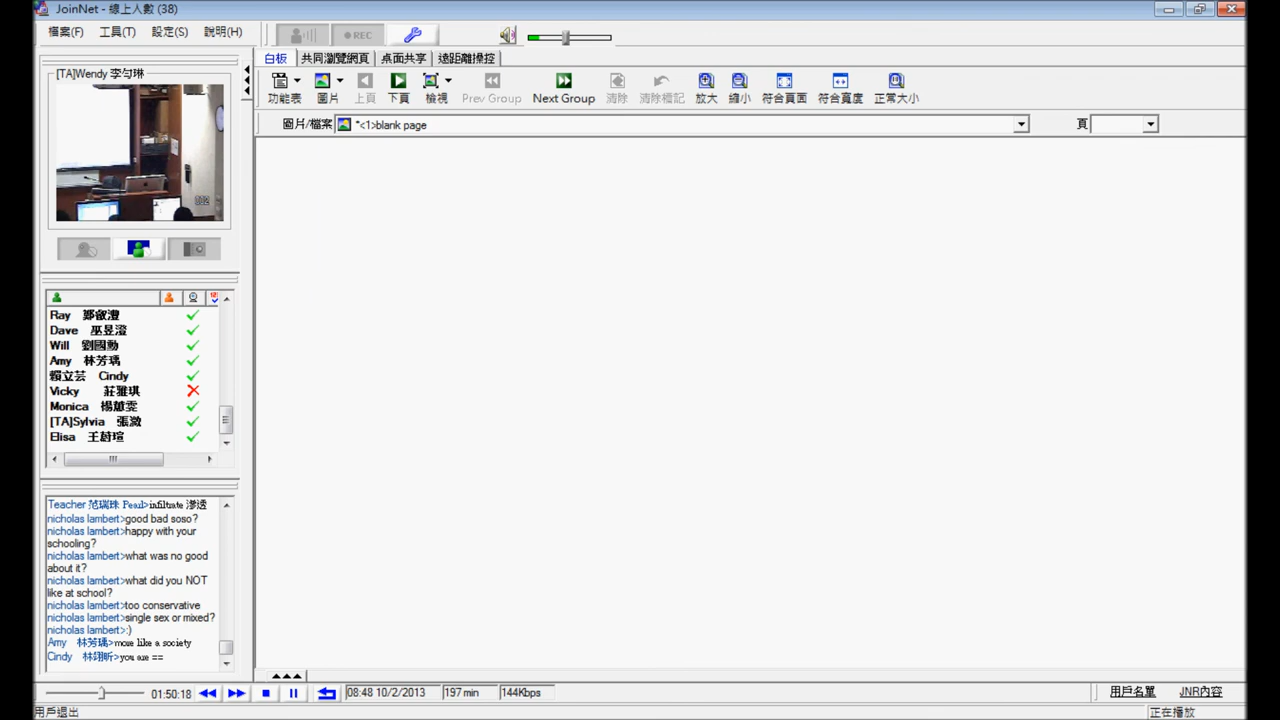 JoinNet - 線上人數 (38)
檔案(F) 工具(T) 設定(S) 說明(H)
REC
白板 共同瀏覽網頁 桌面共享 遠距離操控
功能表 圖片 上頁 下頁 檢視 Prev Group Next Group 清除 清除標記 放大 縮小 符合頁面 符合寬度 正常大小
圖片/檔案 *<1>blank page 頁
[TA]Wendy 李勻琳
Ray 鄭叡澧
Dave 巫昱澄
Will 劉國勳
Amy 林芳瑀
賴立芸 Cindy
Vicky 莊雅琪
Monica 楊蕙雯
[TA]Sylvia 張澂
Elisa 王蔚瑄
Teacher 范瑞珠 Pearl>infiltrate 滲透
nicholas lambert>good bad soso?
nicholas lambert>happy with your
schooling?
nicholas lambert>what was no good
about it?
nicholas lambert>what did you NOT
like at school?
nicholas lambert>too conservative
nicholas lambert>single sex or mixed?
nicholas lambert>:)
Amy 林芳瑀>more like a society
Cindy 林翊昕>you are ==
01:50:18 08:48 10/2/2013 197 min 144Kbps 用戶名單 JNR內容
用戶退出 正在播放